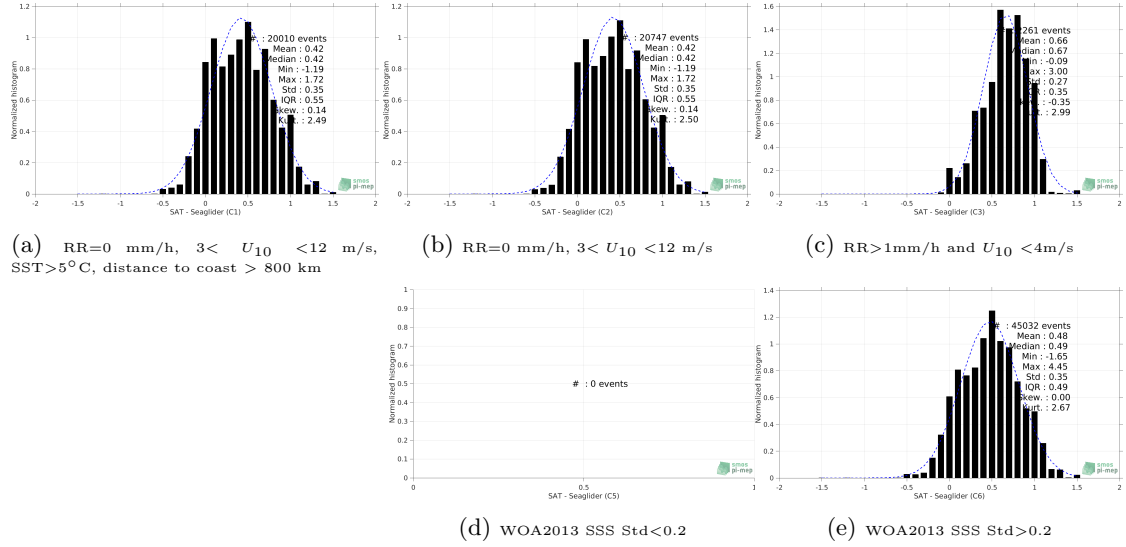 1.2
1
0.8
0.6
0.4
0.2
0
Normalized histogram
# : 20010 events
Mean : 0.42
Median : 0.42
Min : -1.19
Max : 1.72
Std : 0.35
IQR : 0.55
Skew. : 0.14
Kurt. : 2.49
smos
pi-mep
-2 -1.5 -1 -0.5 0 0.5 1 1.5 2
SAT - Seaglider (C1)
(a) RR=0 mm/h, 3< U10 <12 m/s,
SST>5°C, distance to coast > 800 km
1.2
1
0.8
0.6
0.4
0.2
0
Normalized histogram
# : 20747 events
Mean : 0.42
Median : 0.42
Min : -1.19
Max : 1.72
Std : 0.35
IQR : 0.55
Skew. : 0.14
Kurt. : 2.50
smos
pi-mep
-2 -1.5 -1 -0.5 0 0.5 1 1.5 2
SAT - Seaglider (C2)
(b) RR=0 mm/h, 3< U10 <12 m/s
1.6
1.4
1.2
1
0.8
0.6
0.4
0.2
0
Normalized histogram
Mean : 0.66
Median : 0.67
Min : -0.09
Max : 3.00
Std : 0.27
IQR : 0.35
Skew. : -0.35
Kurt. : 2.99
smos
pi-mep
-2 -1.5 -1 -0.5 0 0.5 1 1.5 2
SAT - Seaglider (C3)
(c) RR>1mm/h and U10 <4m/s
1
0.9
0.8
0.7
0.6
0.5
0.4
0.3
0.2
0.1
0
Normalized histogram
# : 0 events
smos
pi-mep
0 0.5 1
SAT - Seaglider (C5)
(d) WOA2013 SSS Std<0.2
1.4
1.2
1
0.8
0.6
0.4
0.2
0
Normalized histogram
# : 45032 events
Mean : 0.48
Median : 0.49
Min : -1.65
Max : 4.45
Std : 0.35
IQR : 0.49
Skew. : 0.00
Kurt. : 2.67
smos
pi-mep
-2 -1.5 -1 -0.5 0 0.5 1 1.5 2
SAT - Seaglider (C6)
(e) WOA2013 SSS Std>0.2